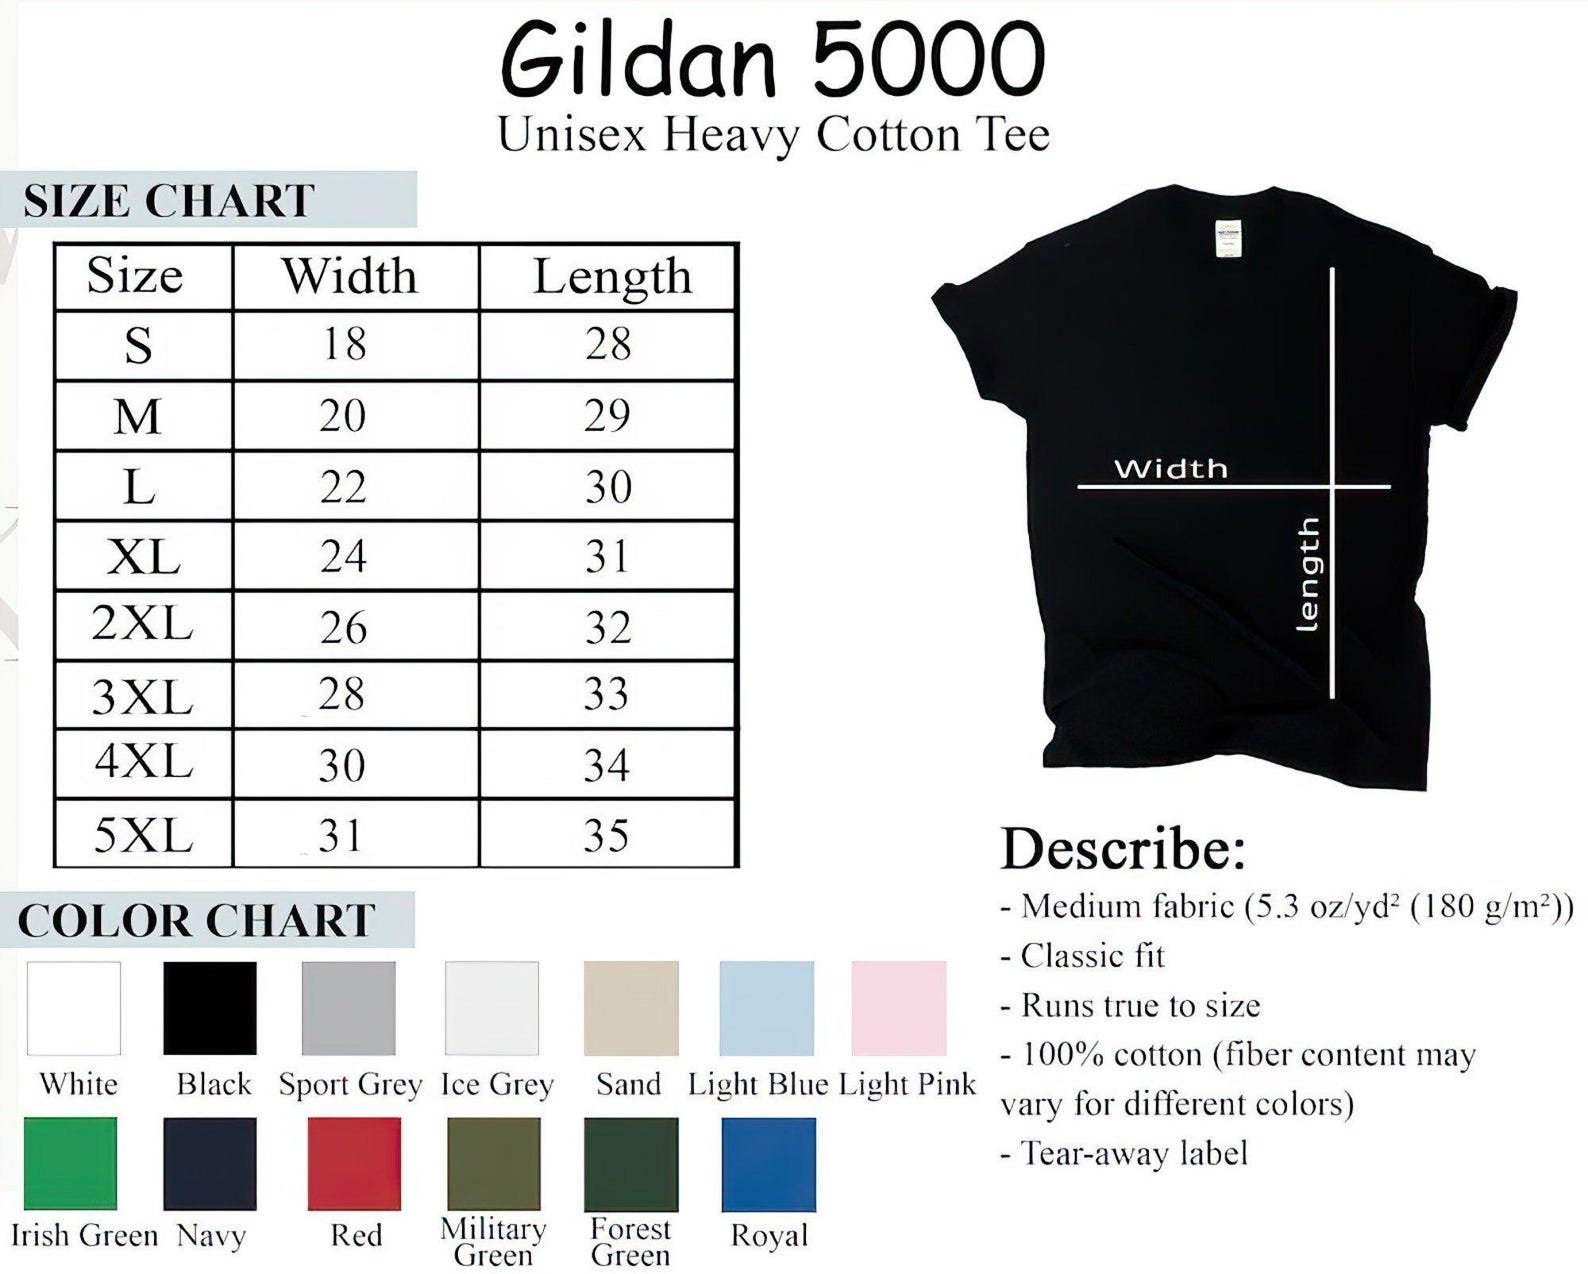 Gildan 5000
Unisex Heavy Cotton Tee
SIZE CHART
Size Width Length
S 18 28
M 20 29
L 22 30
XL 24 31
2XL 26 32
3XL 28 33
4XL 30 34
5XL 31 35
Width
length
COLOR CHART
White Black Sport Grey Ice Grey Sand Light Blue Light Pink
Irish Green Navy Red Military Green Forest Green Royal
Describe:
- Medium fabric (5.3 oz/yd² (180 g/m²))
- Classic fit
- Runs true to size
- 100% cotton (fiber content may
vary for different colors)
- Tear-away label